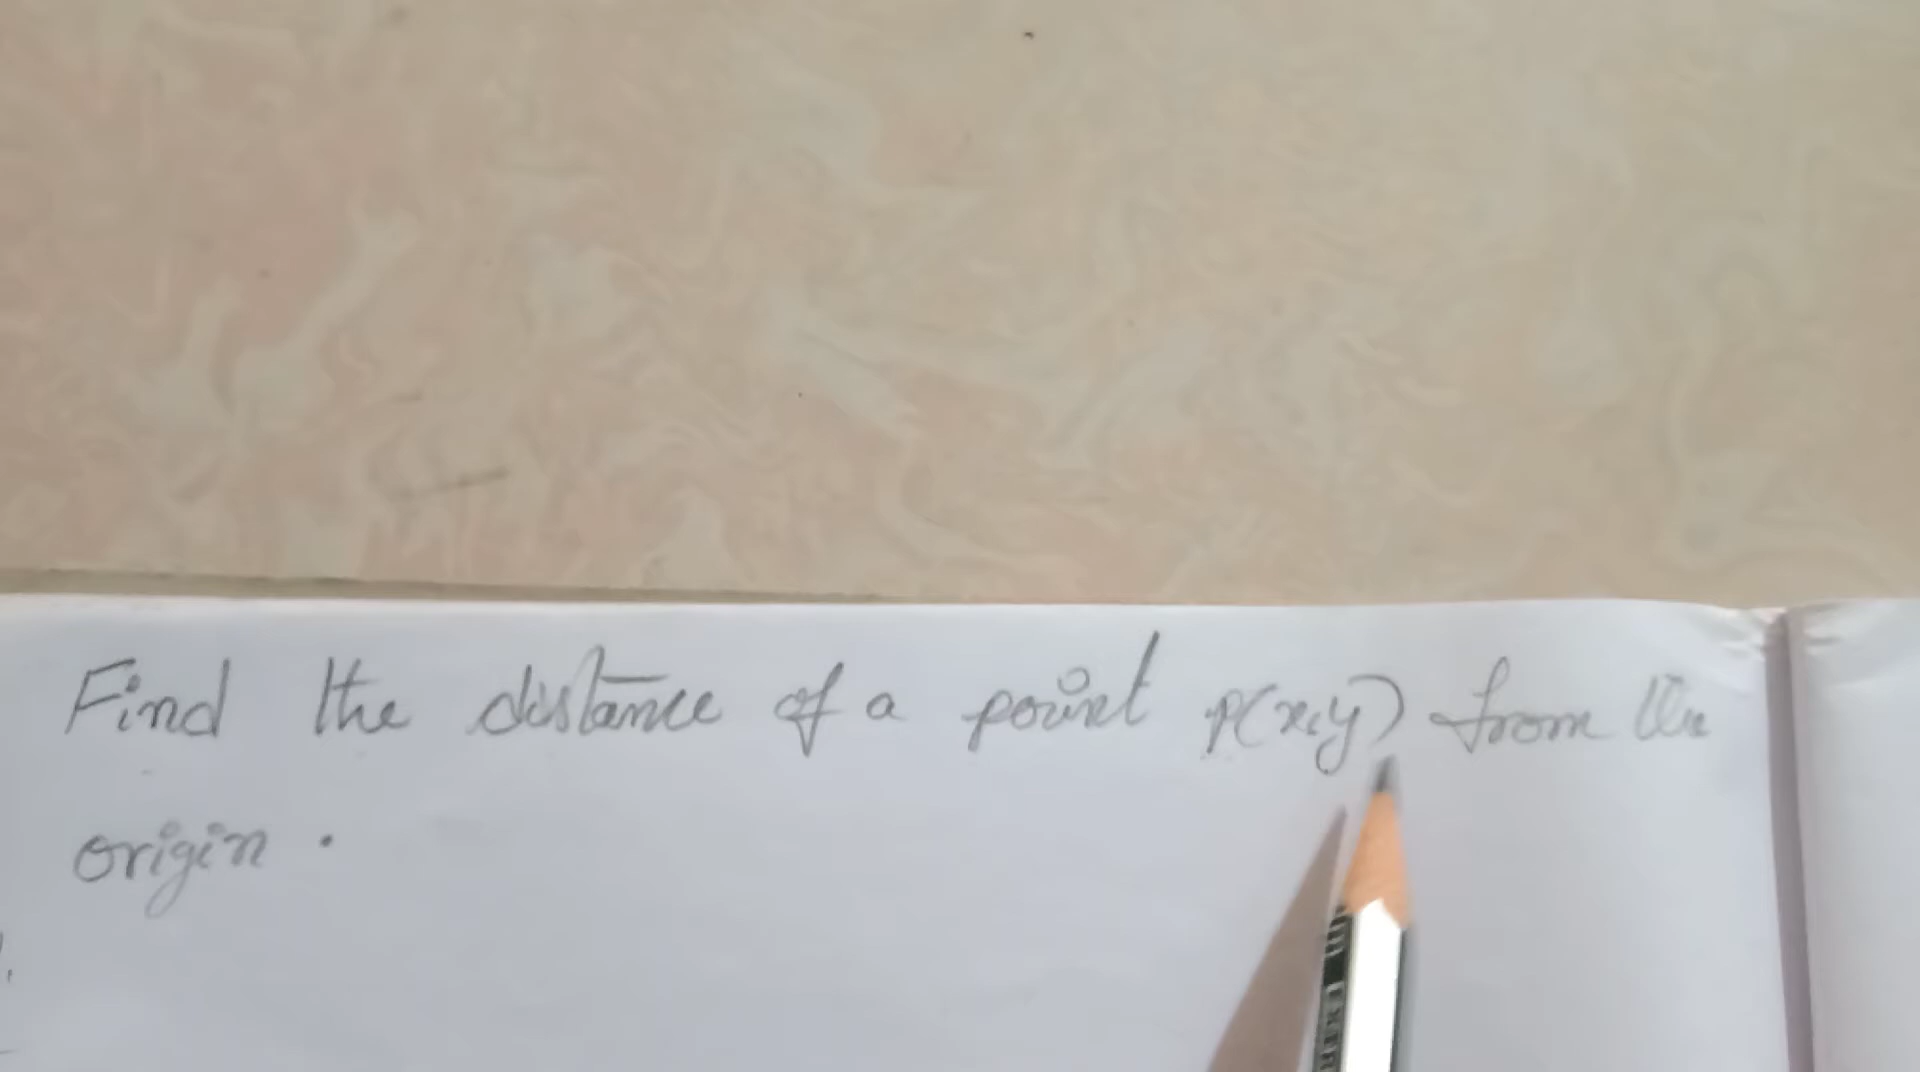 Find the distance of a point P(x,y) from the
origin.